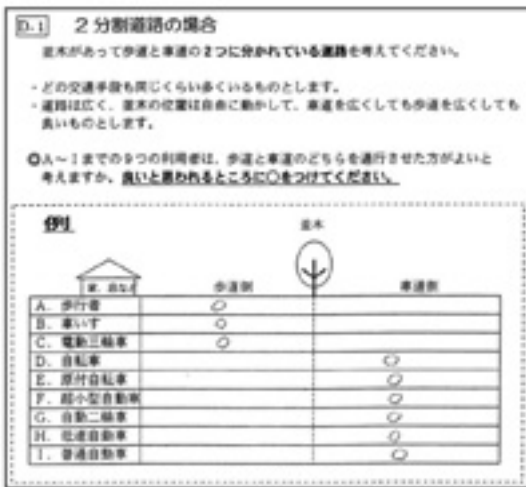 D.1 2分割道路の場合
並木があって歩道と車道の2つに分かれている道路を考えてください。
・どの交通手段も同じくらい多くいるものとします。
・道路は広く、並木の位置は自由に動かして、車道を広くしても歩道を広くしても
良いものとします。
◎A～Iまでの9つの利用者は、歩道と車道のどちらを通行させた方がよいと
考えますか。良いと思われるところに○をつけてください。
例
並木
歩道側 車道側
A. 歩行者 ○
B. 車いす ○
C. 電動三輪車 ○
D. 自転車 ○
E. 原付自転車 ○
F. 超小型自動車 ○
G. 自動二輪車 ○
H. 低速自動車 ○
I. 普通自動車 ○